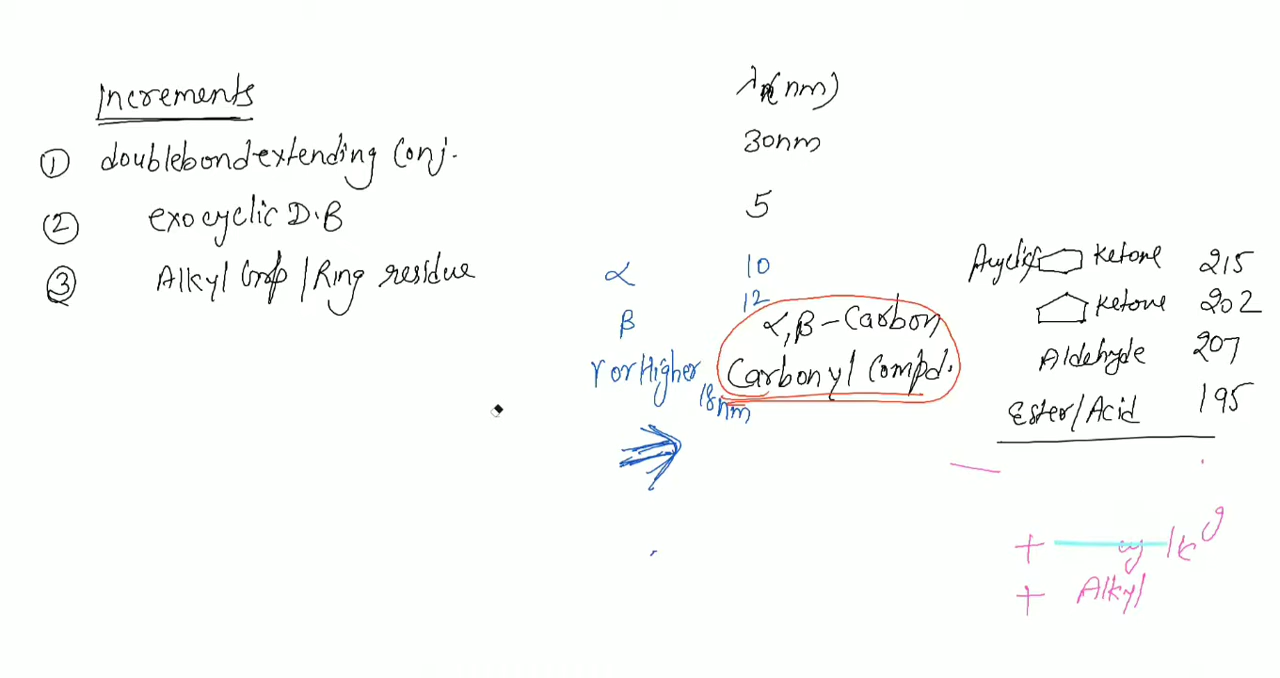 Increments
λ (nm)
① doublebond extending Conj. 30nm
② exocyclic D.B 5
③ Alkyl Grp / Ring residue
α 10
β 12
γ or Higher 18nm
α, β - Carbon
Carbonyl Compd.
Acyclic/ Ketone 215
Ketone 202
Aldehyde 207
Ester/Acid 195
+
+ Alkyl